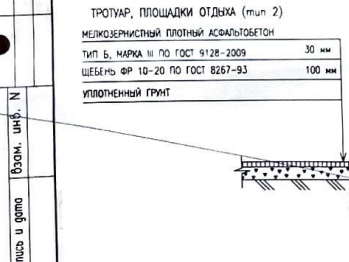 ТРОТУАР, ПЛОЩАДКИ ОТДЫХА (тип 2)
МЕЛКОЗЕРНИСТЫЙ ПЛОТНЫЙ АСФАЛЬТОБЕТОН
ТИП Б, МАРКА III ПО ГОСТ 9128-2009 30 мм
ЩЕБЕНЬ ФР 10-20 ПО ГОСТ 8267-93 100 мм
УПЛОТНЕННЫЙ ГРУНТ
Взам. инв. N
пись и дата